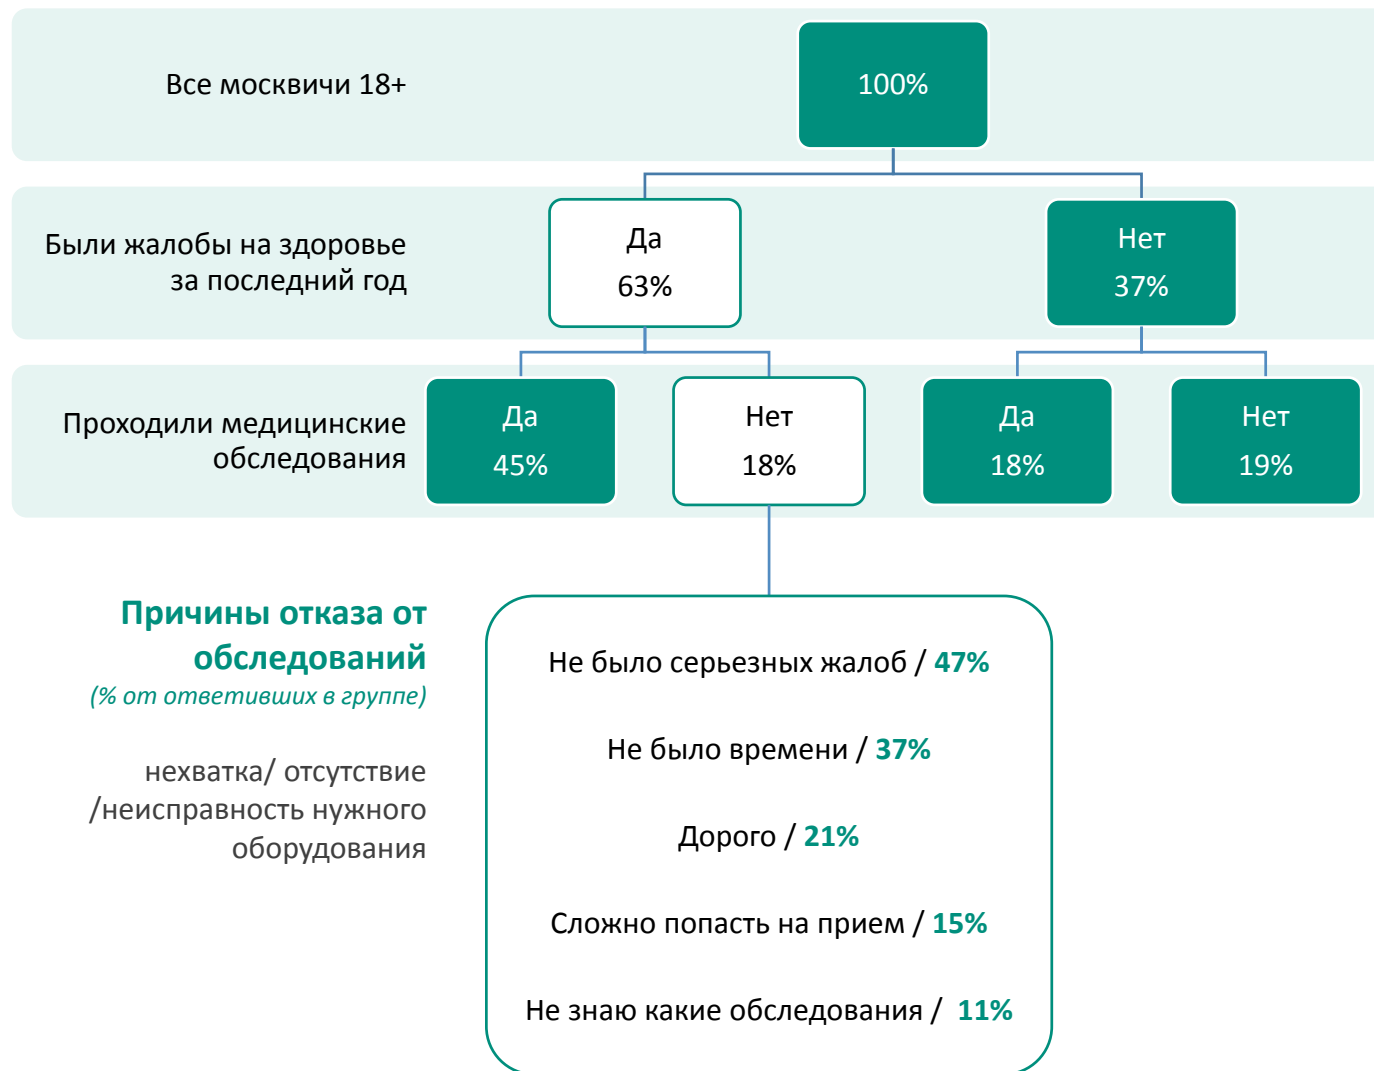 Все москвичи 18+
100%
Были жалобы на здоровье
за последний год
Да
63%
Нет
37%
Проходили медицинские
обследования
Да
45%
Нет
18%
Да
18%
Нет
19%
Причины отказа от
обследований
(% от ответивших в группе)
нехватка/ отсутствие
/неисправность нужного
оборудования
Не было серьезных жалоб / 47%
Не было времени / 37%
Дорого / 21%
Сложно попасть на прием / 15%
Не знаю какие обследования / 11%